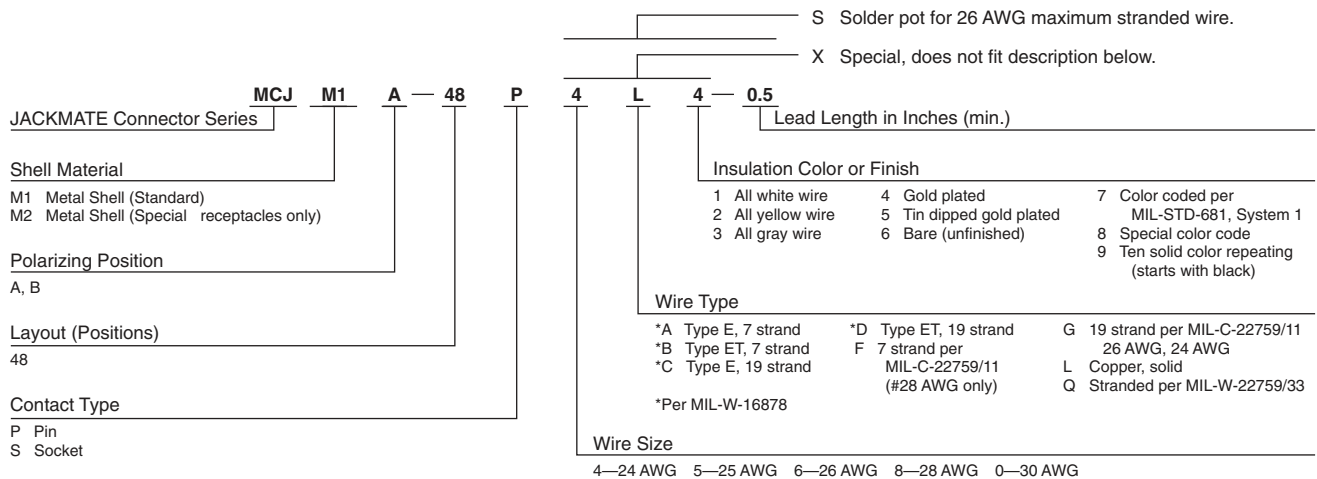 S Solder pot for 26 AWG maximum stranded wire.
X Special, does not fit description below.
MCJ M1 A — 48 P 4 L 4 — 0.5
JACKMATE Connector Series
Lead Length in Inches (min.)
Shell Material
M1 Metal Shell (Standard)
M2 Metal Shell (Special receptacles only)
Insulation Color or Finish
1 All white wire
2 All yellow wire
3 All gray wire
4 Gold plated
5 Tin dipped gold plated
6 Bare (unfinished)
7 Color coded per
MIL-STD-681, System 1
8 Special color code
9 Ten solid color repeating
(starts with black)
Polarizing Position
A, B
Wire Type
*A Type E, 7 strand
*B Type ET, 7 strand
*C Type E, 19 strand
*D Type ET, 19 strand
F 7 strand per
MIL-C-22759/11
(#28 AWG only)
G 19 strand per MIL-C-22759/11
26 AWG, 24 AWG
L Copper, solid
Q Stranded per MIL-W-22759/33
*Per MIL-W-16878
Layout (Positions)
48
Contact Type
P Pin
S Socket
Wire Size
4—24 AWG 5—25 AWG 6—26 AWG 8—28 AWG 0—30 AWG